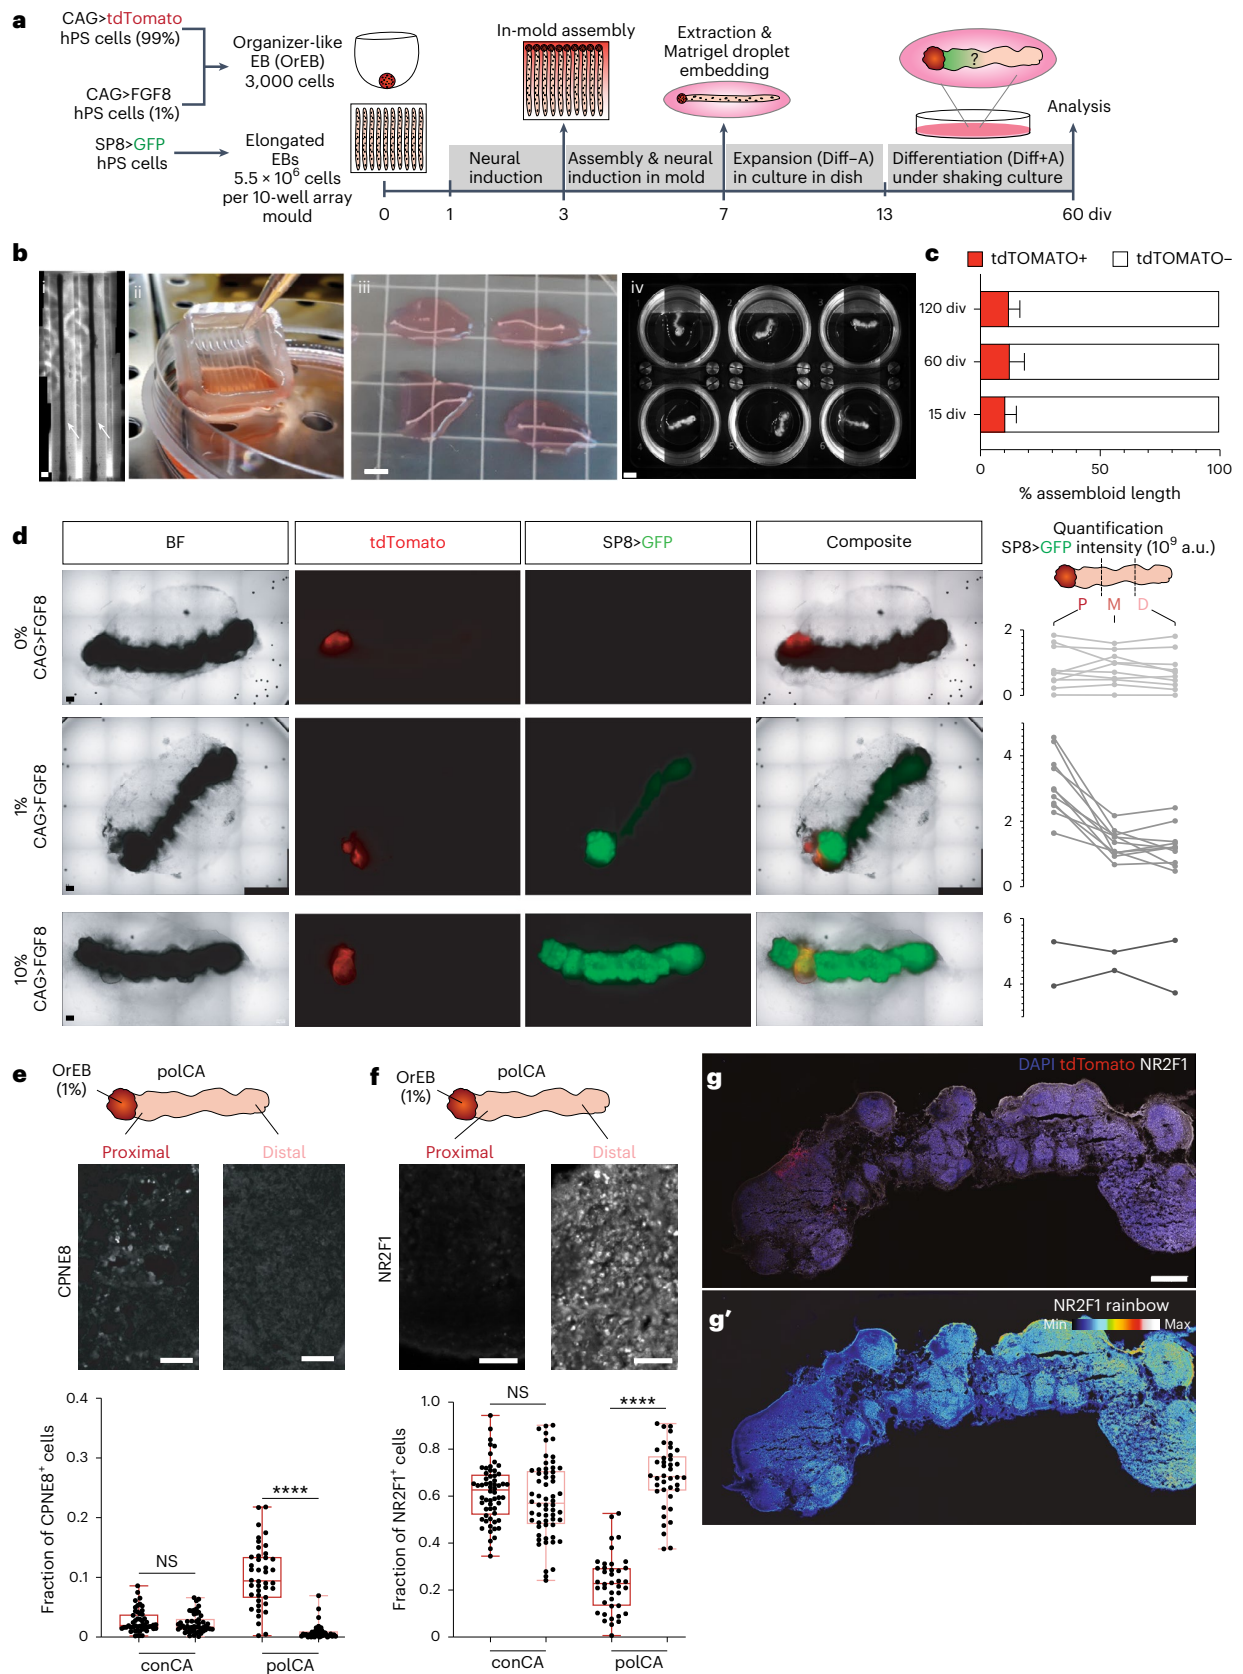 a
CAG>tdTomato
hPS cells (99%)
CAG>FGF8
hPS cells (1%)
SP8>GFP
hPS cells
Organizer-like
EB (OrEB)
3,000 cells
Elongated
EBs
5.5 × 10⁶ cells
per 10-well array
mould
In-mold assembly
Extraction &
Matrigel droplet
embedding
?
Analysis
Neural
induction
Assembly & neural
induction in mold
Expansion (Diff–A)
in culture in dish
Differentiation (Diff+A)
under shaking culture
0 1 3 7 13 60 div
b
i
ii
iii
iv
1 2 3
4 5 6
c
tdTOMATO+ tdTOMATO–
120 div
60 div
15 div
0 50 100
% assembloid length
d
BF tdTomato SP8>GFP Composite
Quantification
SP8>GFP intensity (10⁹ a.u.)
P M D
0%
CAG>FGF8
2
0
1%
CAG>FGF8
4
2
0
10%
CAG>FGF8
6
4
e
OrEB
(1%)
polCA
Proximal Distal
CPNE8
Fraction of CPNE8⁺ cells
0.4
0.3
0.2
0.1
0
NS
****
conCA polCA
f
OrEB
(1%)
polCA
Proximal Distal
NR2F1
Fraction of NR2F1⁺ cells
1.0
0.8
0.6
0.4
0.2
0
NS
****
conCA polCA
g
DAPI tdTomato NR2F1
g′
NR2F1 rainbow
Min Max